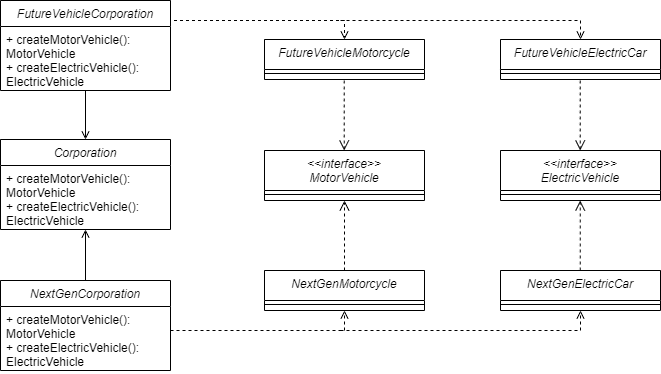 FutureVehicleCorporation
+ createMotorVehicle():
MotorVehicle
+ createElectricVehicle():
ElectricVehicle
FutureVehicleMotorcycle
FutureVehicleElectricCar
Corporation
+ createMotorVehicle():
MotorVehicle
+ createElectricVehicle():
ElectricVehicle
<<interface>>
MotorVehicle
<<interface>>
ElectricVehicle
NextGenCorporation
+ createMotorVehicle():
MotorVehicle
+ createElectricVehicle():
ElectricVehicle
NextGenMotorcycle
NextGenElectricCar